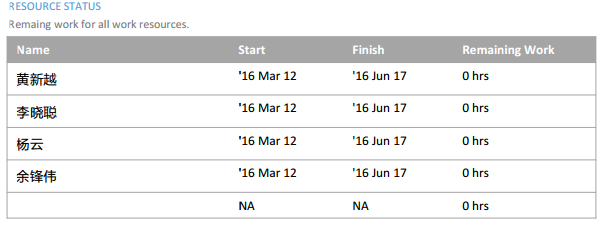 RESOURCE STATUS
Remaing work for all work resources.
Name Start Finish Remaining Work
黄新越 '16 Mar 12 '16 Jun 17 0 hrs
李晓聪 '16 Mar 12 '16 Jun 17 0 hrs
杨云 '16 Mar 12 '16 Jun 17 0 hrs
余锋伟 '16 Mar 12 '16 Jun 17 0 hrs
NA NA 0 hrs